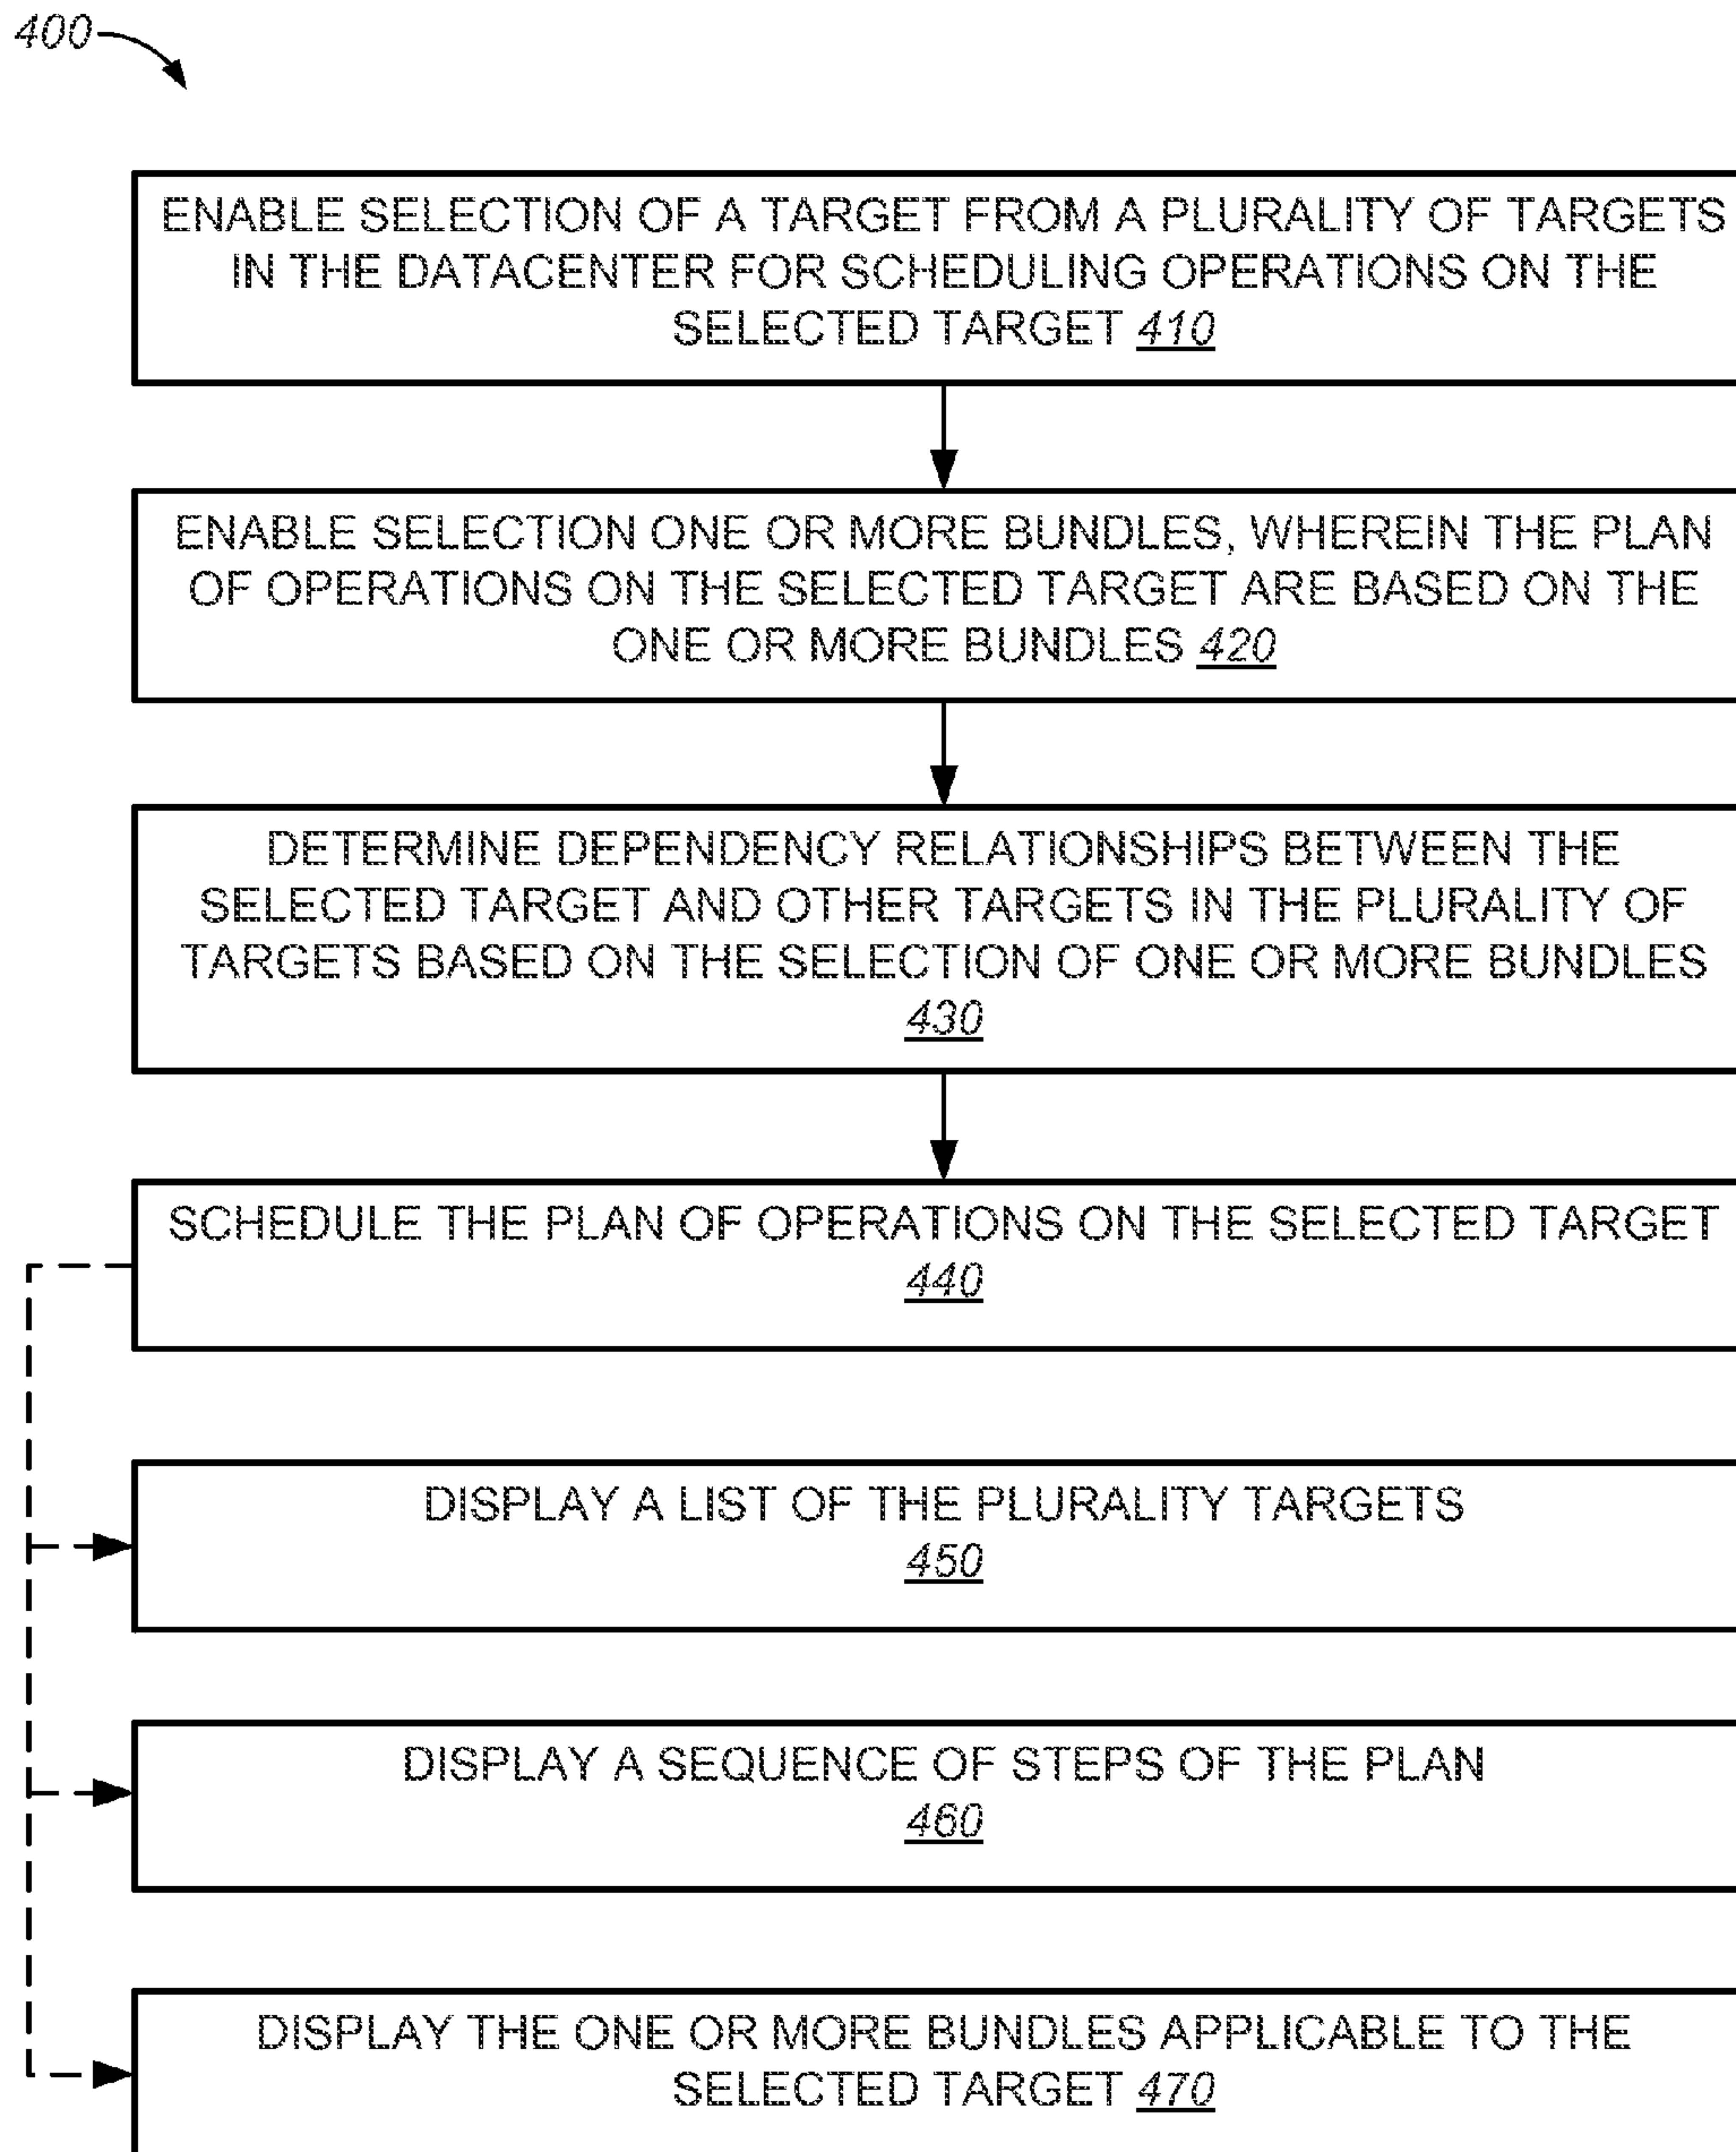 400
ENABLE SELECTION OF A TARGET FROM A PLURALITY OF TARGETS
IN THE DATACENTER FOR SCHEDULING OPERATIONS ON THE
SELECTED TARGET 410
ENABLE SELECTION ONE OR MORE BUNDLES, WHEREIN THE PLAN
OF OPERATIONS ON THE SELECTED TARGET ARE BASED ON THE
ONE OR MORE BUNDLES 420
DETERMINE DEPENDENCY RELATIONSHIPS BETWEEN THE
SELECTED TARGET AND OTHER TARGETS IN THE PLURALITY OF
TARGETS BASED ON THE SELECTION OF ONE OR MORE BUNDLES
430
SCHEDULE THE PLAN OF OPERATIONS ON THE SELECTED TARGET
440
DISPLAY A LIST OF THE PLURALITY TARGETS
450
DISPLAY A SEQUENCE OF STEPS OF THE PLAN
460
DISPLAY THE ONE OR MORE BUNDLES APPLICABLE TO THE
SELECTED TARGET 470